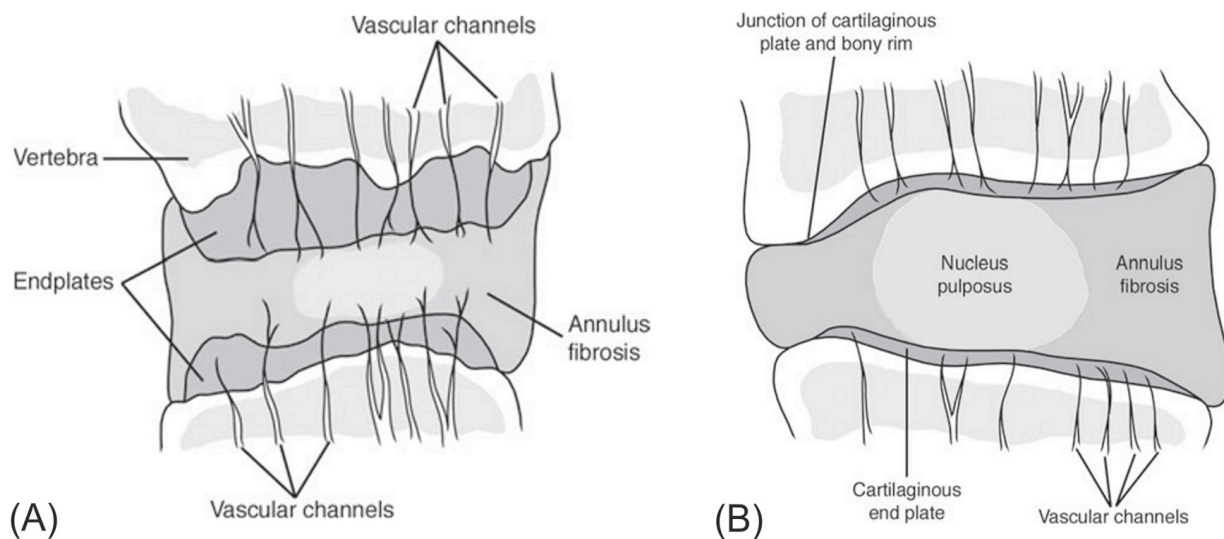 Vascular channels
Vertebra
Endplates
Annulus
fibrosis
Vascular channels
(A)
Junction of cartilaginous
plate and bony rim
Nucleus
pulposus
Annulus
fibrosis
Cartilaginous
end plate
Vascular channels
(B)